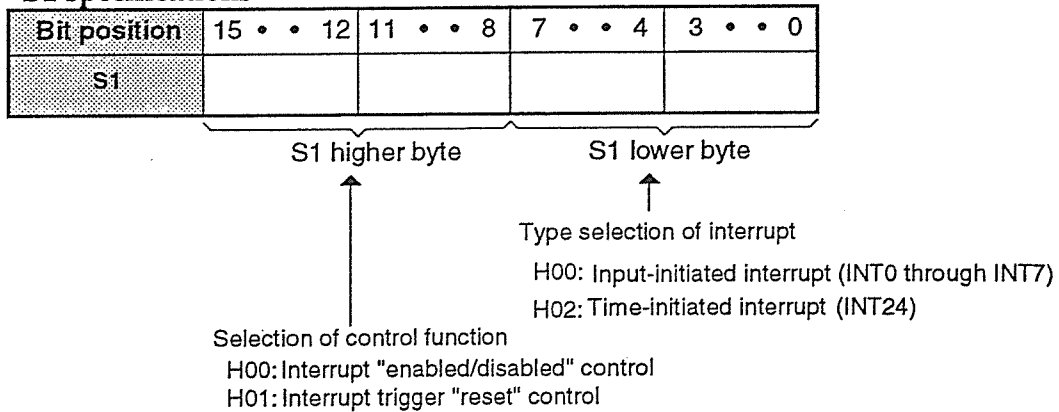 Bit position 15 • • 12 11 • • 8 7 • • 4 3 • • 0
S1
S1 higher byte S1 lower byte
Type selection of interrupt
H00: Input-initiated interrupt (INT0 through INT7)
H02: Time-initiated interrupt (INT24)
Selection of control function
H00: Interrupt "enabled/disabled" control
H01: Interrupt trigger "reset" control